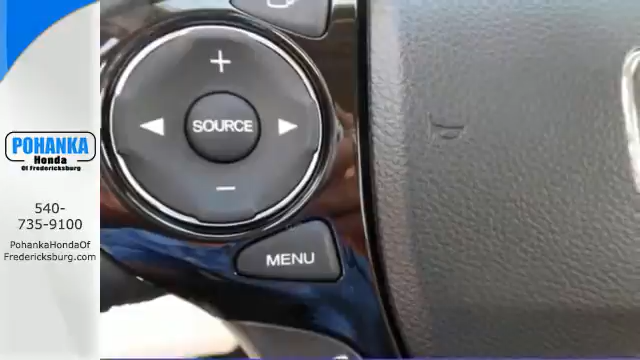 POHANKA
Honda
Of Fredericksburg
540-
735-9100
PohankaHondaOf
Fredericksburg.com
+
SOURCE
−
MENU